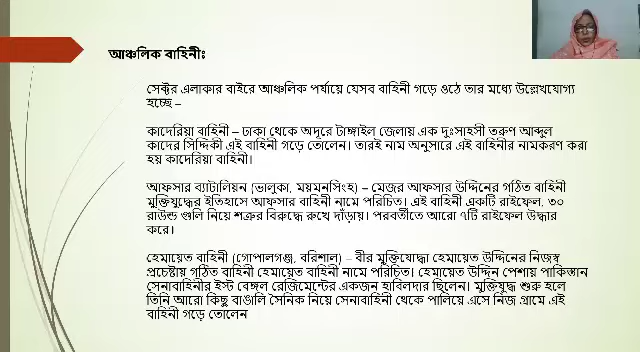 আঞ্চলিক বাহিনীঃ
সেক্টর এলাকার বাইরে আঞ্চলিক পর্যায়ে যেসব বাহিনী গড়ে ওঠে তার মধ্যে উল্লেখযোগ্য
হচ্ছে –
কাদেরিয়া বাহিনী – ঢাকা থেকে অদূরে টাঙ্গাইল জেলায় এক দুঃসাহসী তরুণ আব্দুল
কাদের সিদ্দিকী এই বাহিনী গড়ে তোলেন। তারই নাম অনুসারে এই বাহিনীর নামকরণ করা
হয় কাদেরিয়া বাহিনী।
আফসার ব্যাটালিয়ন (ভালুকা, ময়মনসিংহ) – মেজর আফসার উদ্দিনের গঠিত বাহিনী
মুক্তিযুদ্ধের ইতিহাসে আফসার বাহিনী নামে পরিচিত। এই বাহিনী একটি রাইফেল, ৩০
রাউন্ড গুলি নিয়ে শত্রুর বিরুদ্ধে রুখে দাঁড়ায়। পরবর্তীতে আরো ৭টি রাইফেল উদ্ধার
করে।
হেমায়েত বাহিনী (গোপালগঞ্জ, বরিশাল) – বীর মুক্তিযোদ্ধা হেমায়েত উদ্দিনের নিজস্ব
প্রচেষ্টায় গঠিত বাহিনী হেমায়েত বাহিনী নামে পরিচিত। হেমায়েত উদ্দিন পেশায় পাকিস্তান
সেনাবাহিনীর ইস্ট বেঙ্গল রেজিমেন্টের একজন হাবিলদার ছিলেন। মুক্তিযুদ্ধ শুরু হলে
তিনি আরো কিছু বাঙালি সৈনিক নিয়ে সেনাবাহিনী থেকে পালিয়ে এসে নিজ গ্রামে এই
বাহিনী গড়ে তোলেন